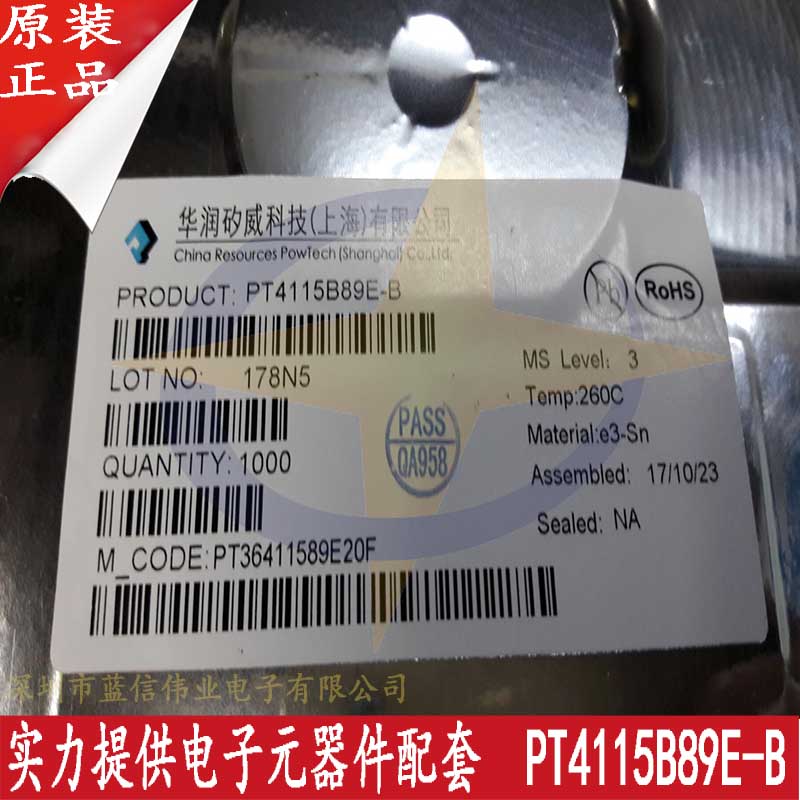 原装
正品
华润矽威科技(上海)有限公司
China Resources PowTech (Shanghai) Co.,Ltd.
PRODUCT: PT4115B89E-B
Pb
RoHS
LOT NO: 178N5
MS Level: 3
Temp:260C
Material:e3-Sn
PASS
QA958
QUANTITY: 1000
Assembled: 17/10/23
Sealed: NA
M_CODE: PT36411589E20F
深圳市蓝信伟业电子有限公司
实力提供电子元器件配套 PT4115B89E-B